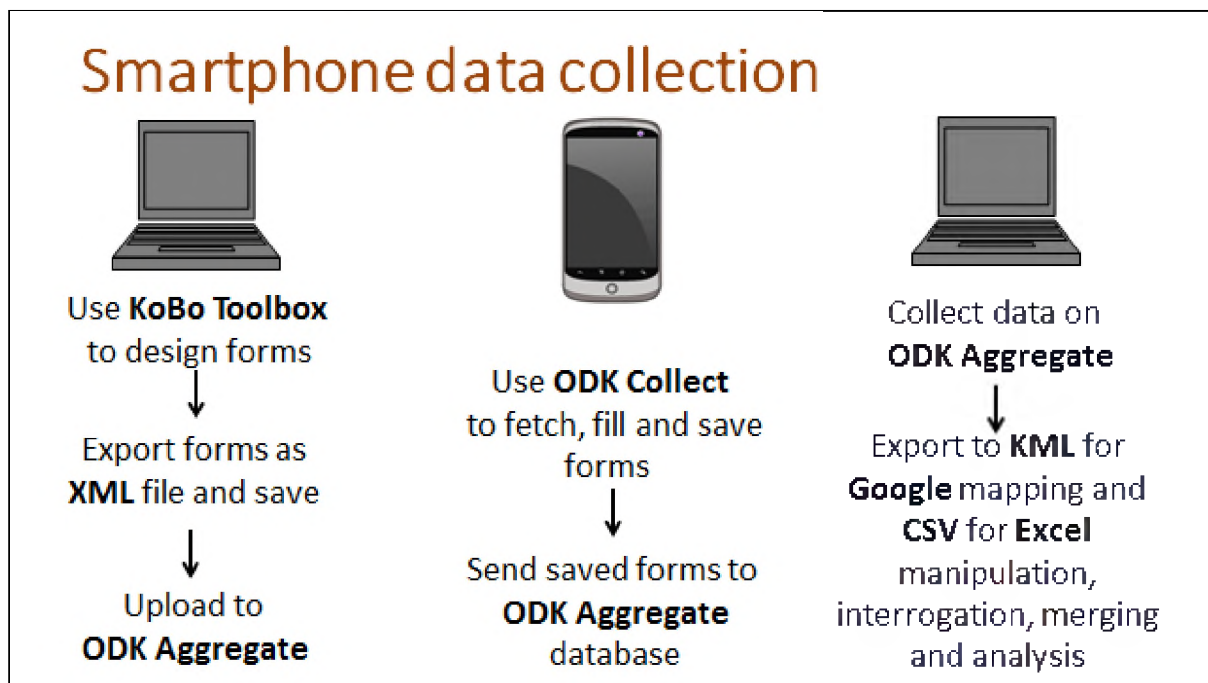 Smartphone data collection
Use KoBo Toolbox
to design forms
Export forms as
XML file and save
Upload to
ODK Aggregate
Use ODK Collect
to fetch, fill and save
forms
Send saved forms to
ODK Aggregate
database
Collect data on
ODK Aggregate
Export to KML for
Google mapping and
CSV for Excel
manipulation,
interrogation, merging
and analysis